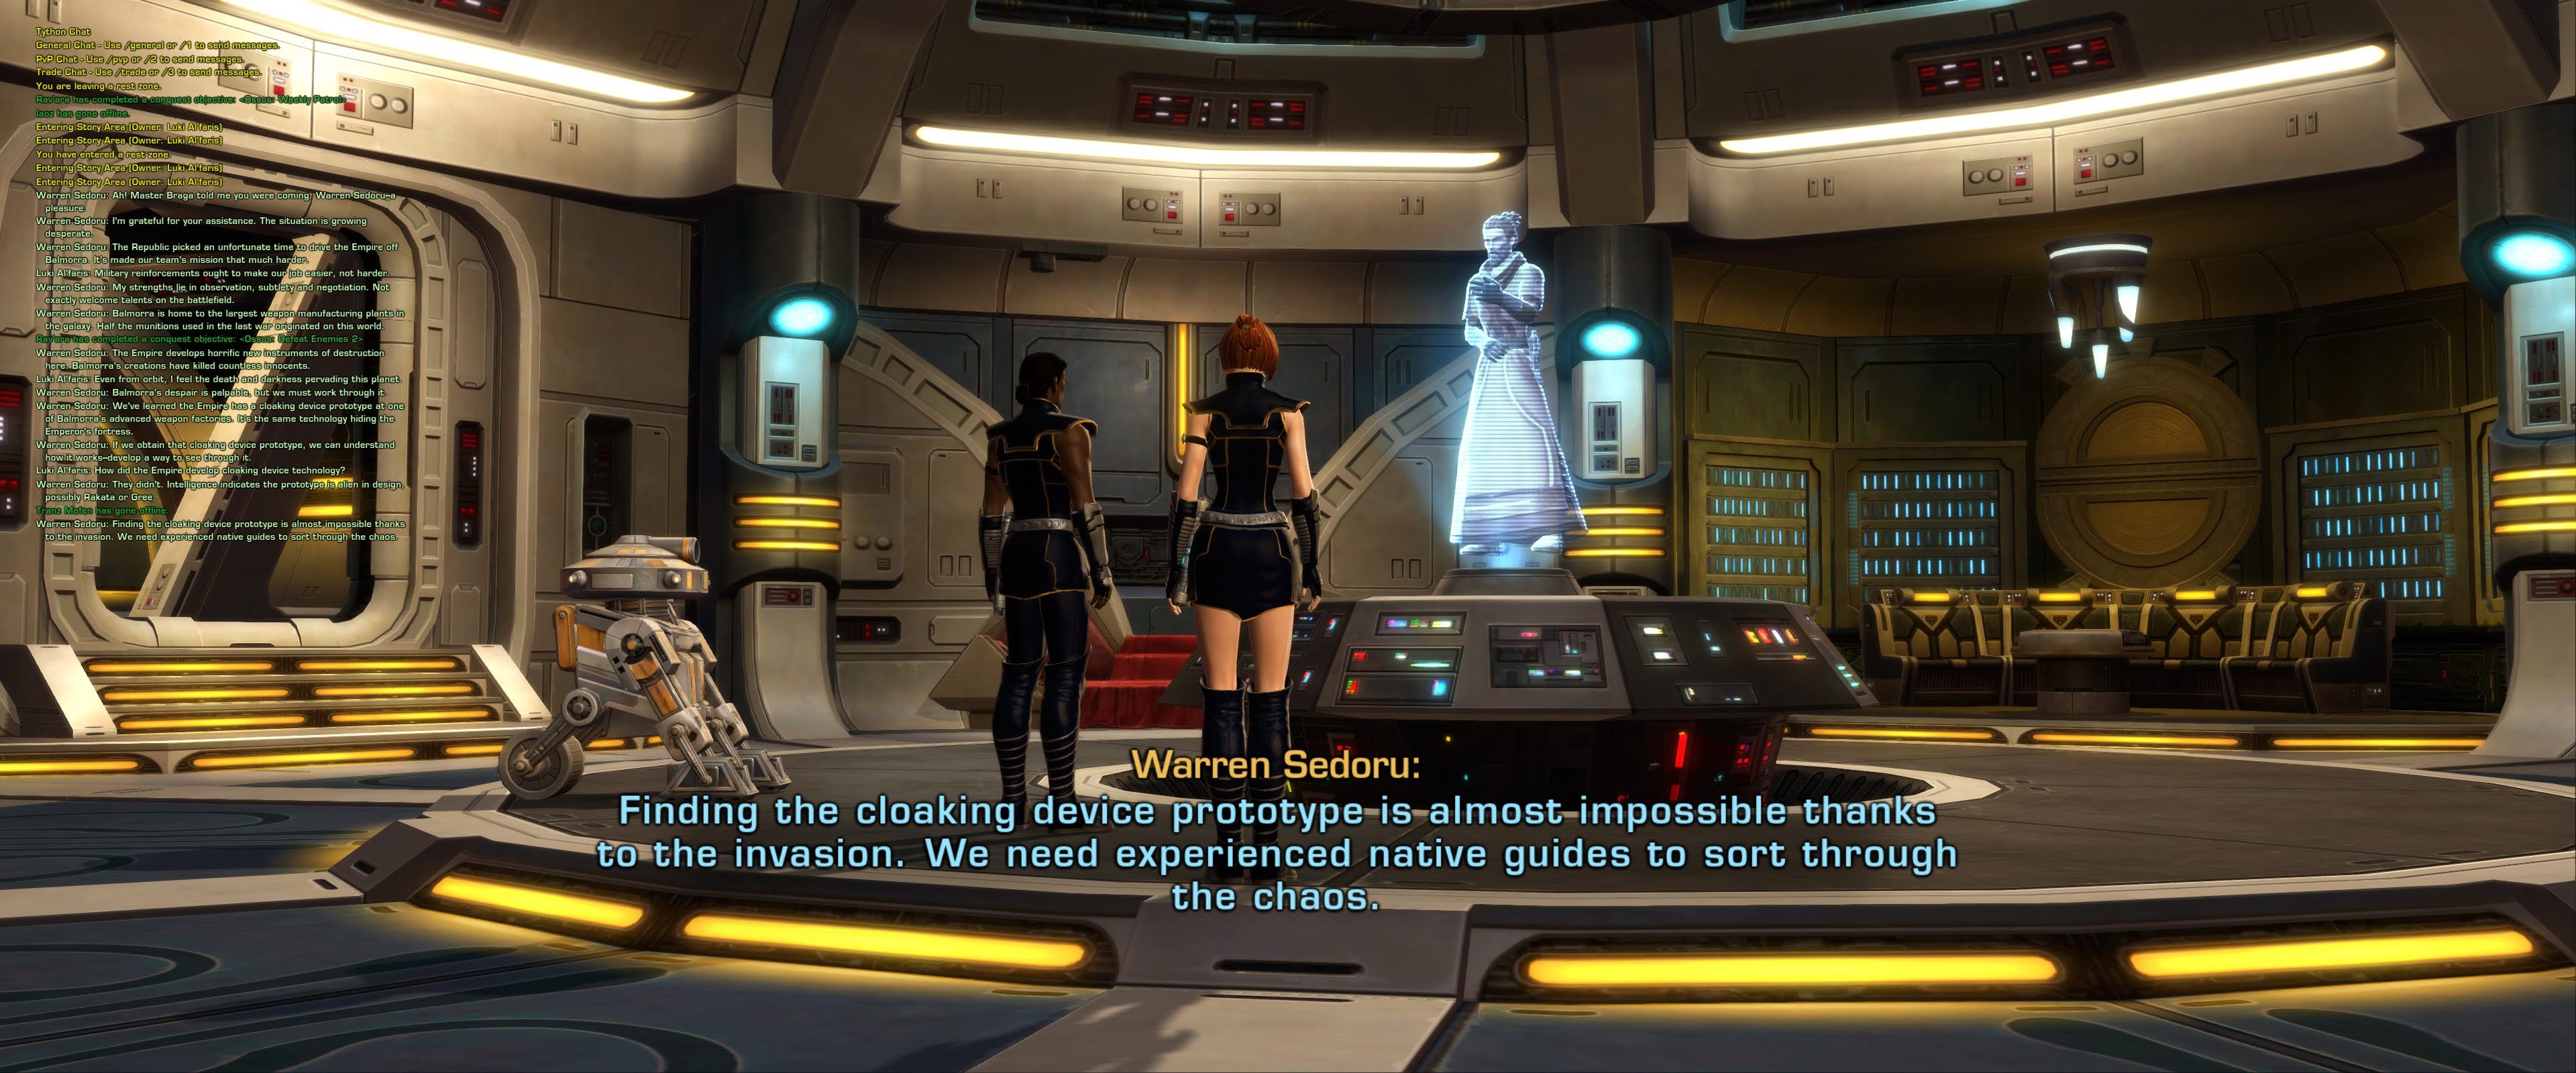 Tython Chat
General Chat - Use /general or /1 to send messages.
PvP Chat - Use /pvp or /2 to send messages.
Trade Chat - Use /trade or /3 to send messages.
You are leaving a rest zone.
Rav'ara has completed a conquest objective: <Ossus: Weekly Patrol>
has gone offline.
Entering Story Area (Owner: Luki Al'faris)
Entering Story Area (Owner: Luki Al'faris)
You have entered a rest zone.
Entering Story Area (Owner: Luki Al'faris)
Entering Story Area (Owner: Luki Al'faris)
Warren Sedoru: Ah! Master Braga told me you were coming. Warren Sedoru—a
pleasure.
Warren Sedoru: I'm grateful for your assistance. The situation is growing
desperate.
Warren Sedoru: The Republic picked an unfortunate time to drive the Empire off
Balmorra. It's made our team's mission that much harder.
Luki Al'faris: Military reinforcements ought to make our job easier, not harder.
Warren Sedoru: My strengths lie in observation, subtlety and negotiation. Not
exactly welcome talents on the battlefield.
Warren Sedoru: Balmorra is home to the largest weapon manufacturing plants in
the galaxy. Half the munitions used in the last war originated on this world.
Rav'ara has completed a conquest objective: <Ossus: Defeat Enemies 2>
Warren Sedoru: The Empire develops horrific new instruments of destruction
here. Balmorra's creations have killed countless innocents.
Luki Al'faris: Even from orbit, I feel the death and darkness pervading this planet.
Warren Sedoru: Balmorra's despair is palpable, but we must work through it.
Warren Sedoru: We've learned the Empire has a cloaking device prototype at one
of Balmorra's advanced weapon factories. It's the same technology hiding the
Emperor's fortress.
Warren Sedoru: If we obtain that cloaking device prototype, we can understand
how it works—develop a way to see through it.
Luki Al'faris: How did the Empire develop cloaking device technology?
Warren Sedoru: They didn't. Intelligence indicates the prototype is alien in design,
possibly Rakata or Gree.
Tranz Mofen has gone offline.
Warren Sedoru: Finding the cloaking device prototype is almost impossible thanks
to the invasion. We need experienced native guides to sort through the chaos.
Warren Sedoru:
Finding the cloaking device prototype is almost impossible thanks
to the invasion. We need experienced native guides to sort through
the chaos.